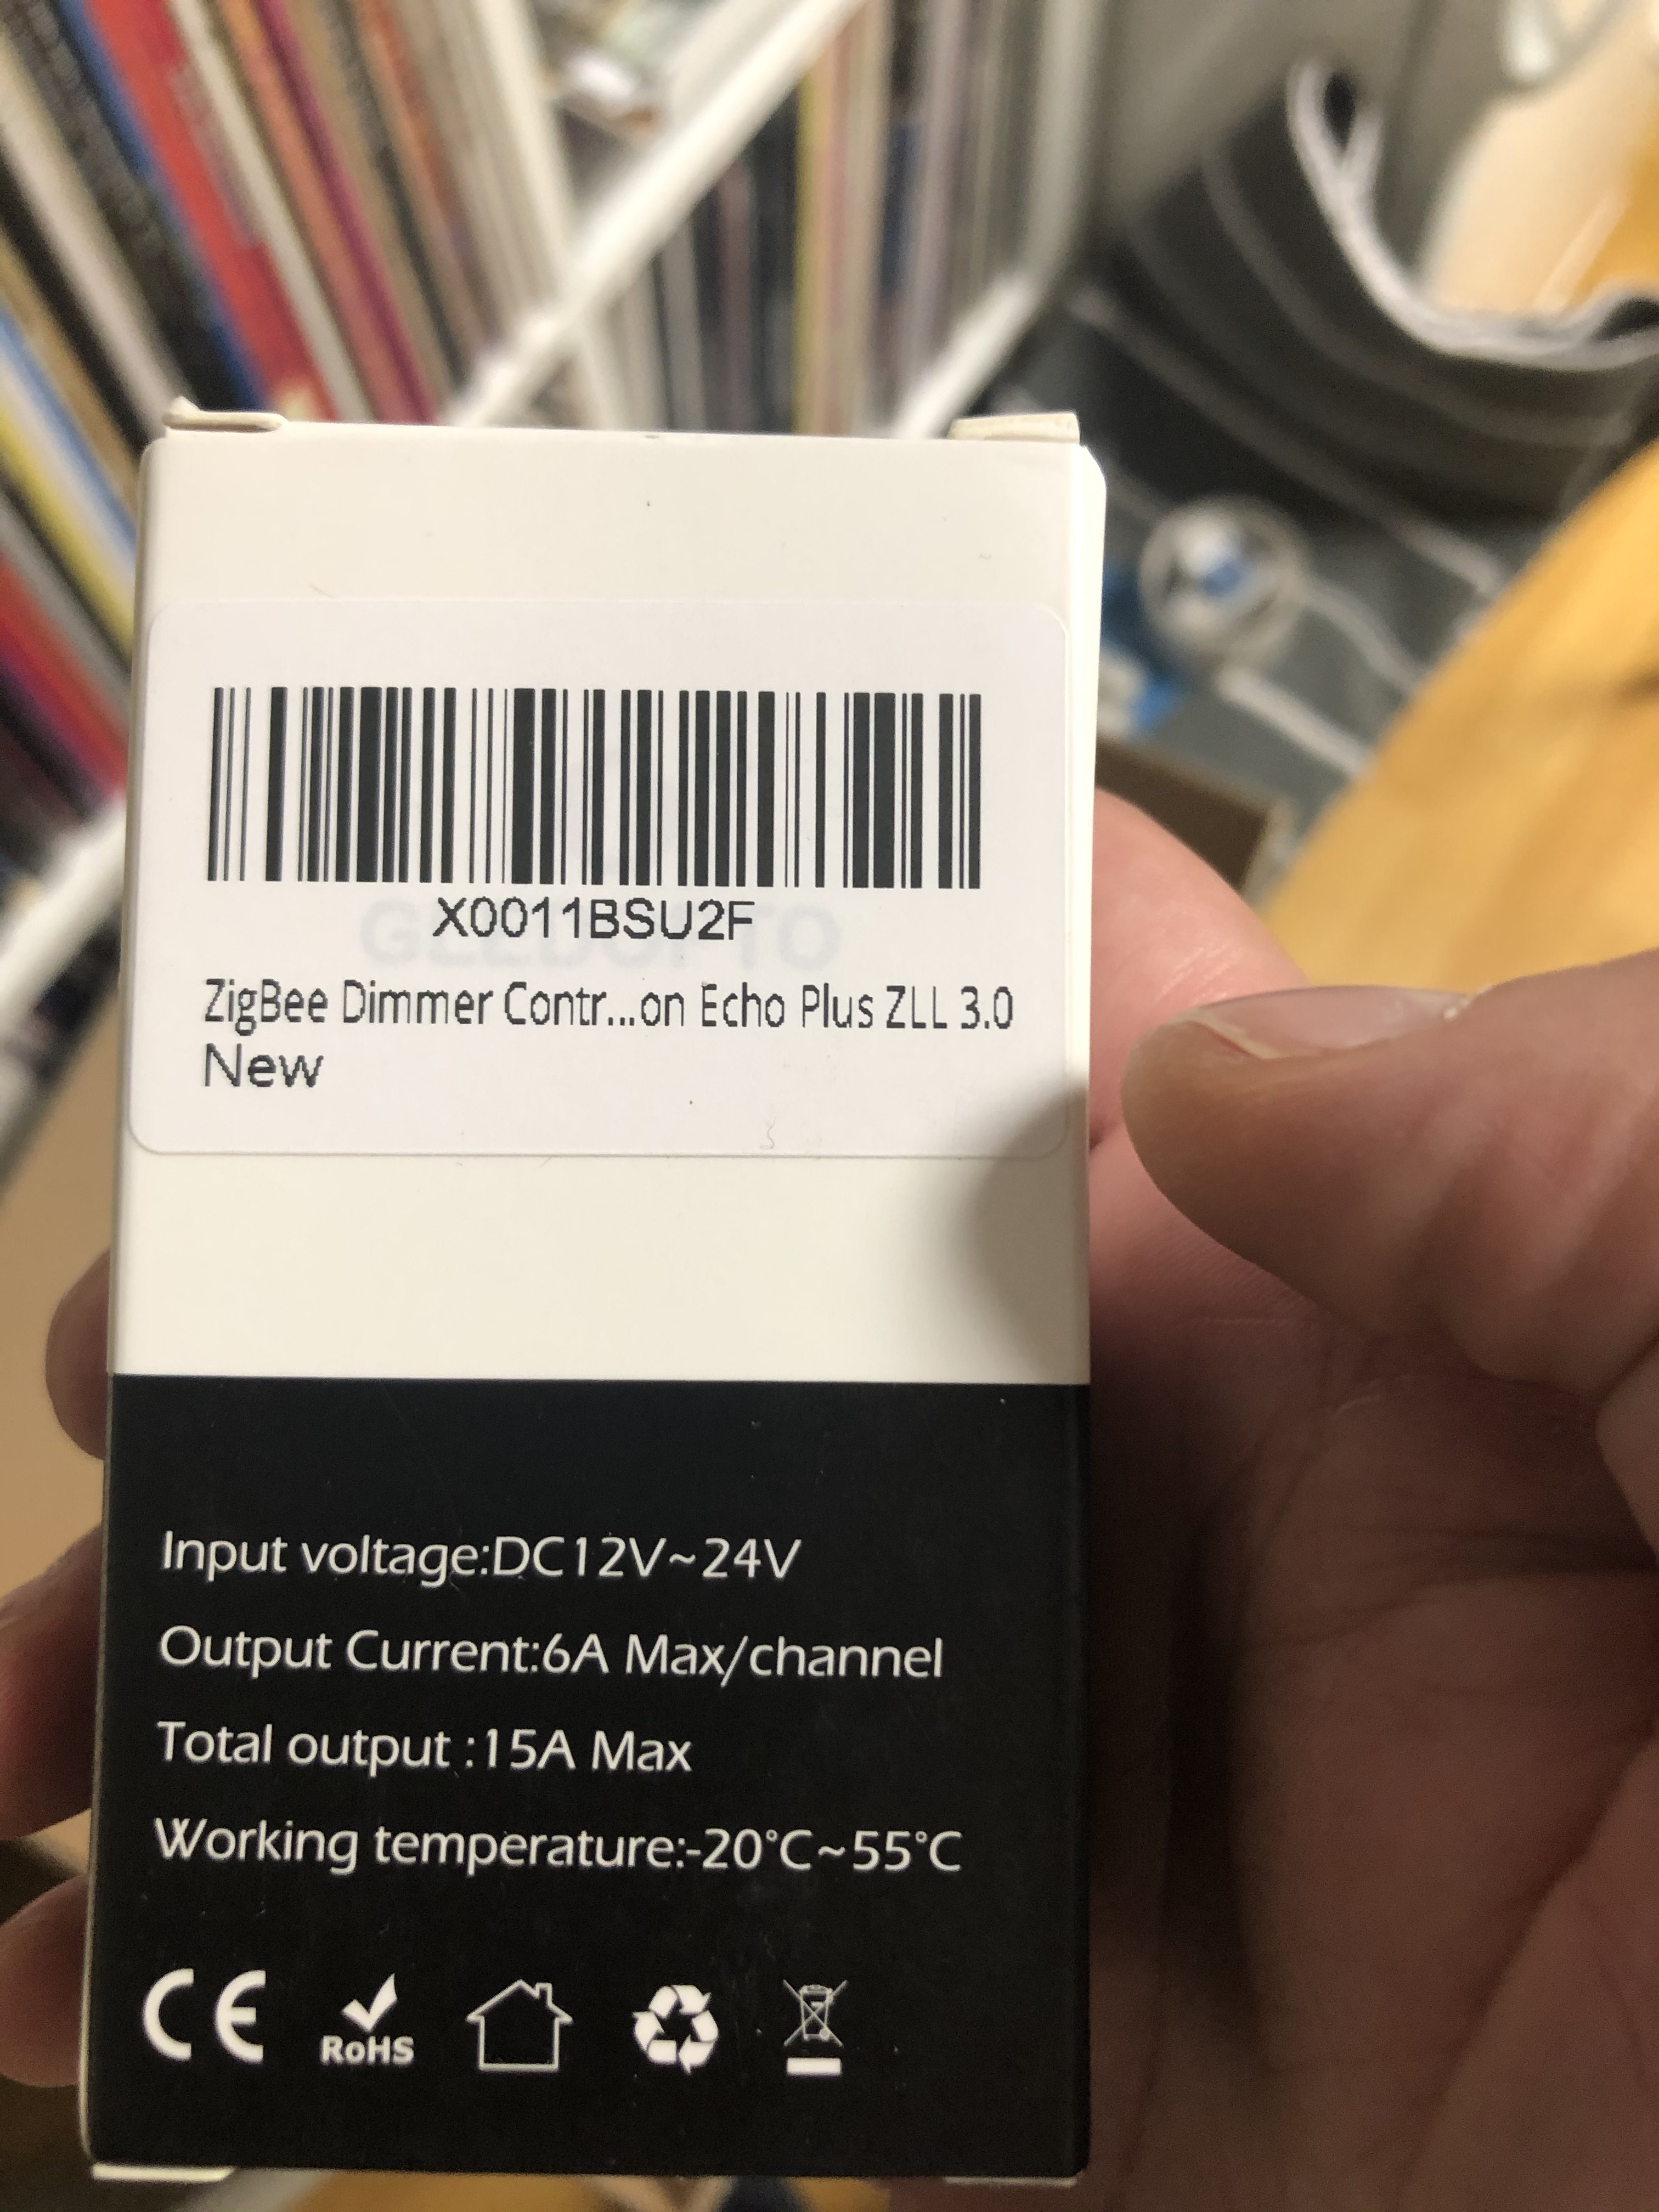 X0011BSU2F
ZigBee Dimmer Contr...on Echo Plus ZLL 3.0
New
Input voltage:DC12V~24V
Output Current:6A Max/channel
Total output :15A Max
Working temperature:-20°C~55°C
CE
RoHS